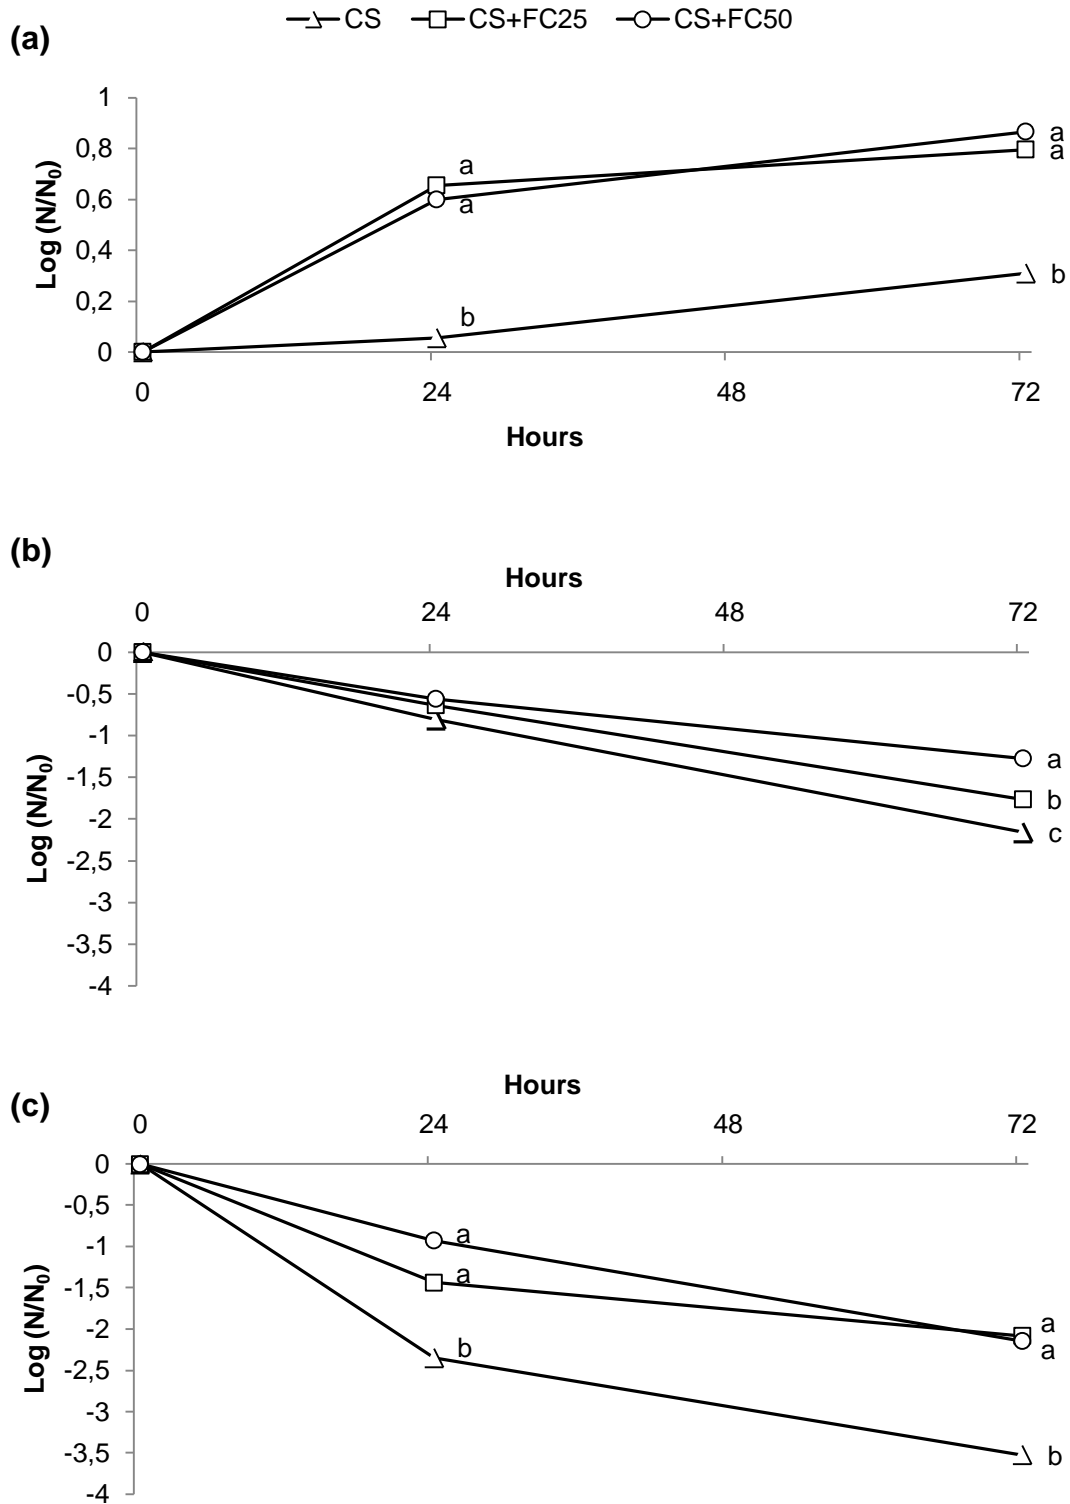 CS CS+FC25 CS+FC50
(a)
1
0,8
0,6
0,4
0,2
0
Log (N/N₀)
a
a
b
a
a
b
0 24 48 72
Hours
(b)
Hours
0 24 48 72
0
-0,5
-1
-1,5
-2
-2,5
-3
-3,5
-4
Log (N/N₀)
a
b
c
(c)
Hours
0 24 48 72
0
-0,5
-1
-1,5
-2
-2,5
-3
-3,5
-4
Log (N/N₀)
a
a
b
a
a
b